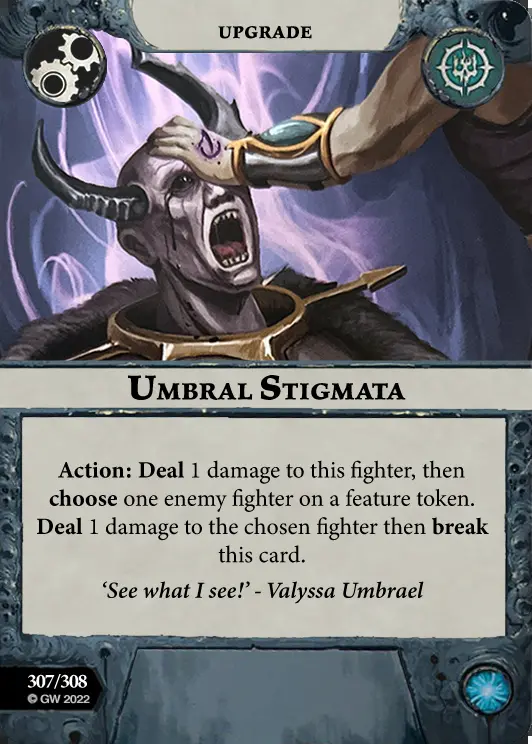 UPGRADE
UMBRAL STIGMATA
Action: Deal 1 damage to this fighter, then
choose one enemy fighter on a feature token.
Deal 1 damage to the chosen fighter then break
this card.
‘See what I see!’ - Valyssa Umbrael
307/308
© GW 2022